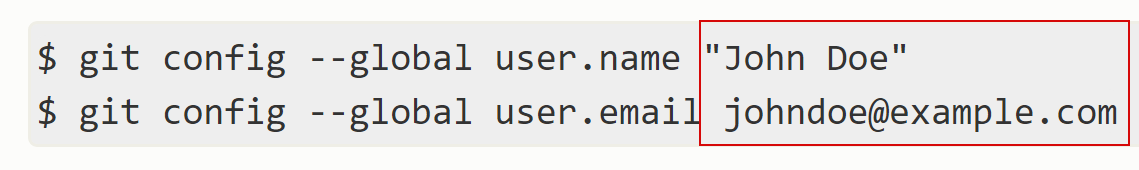 $ git config --global user.name "John Doe"
$ git config --global user.email johndoe@example.com